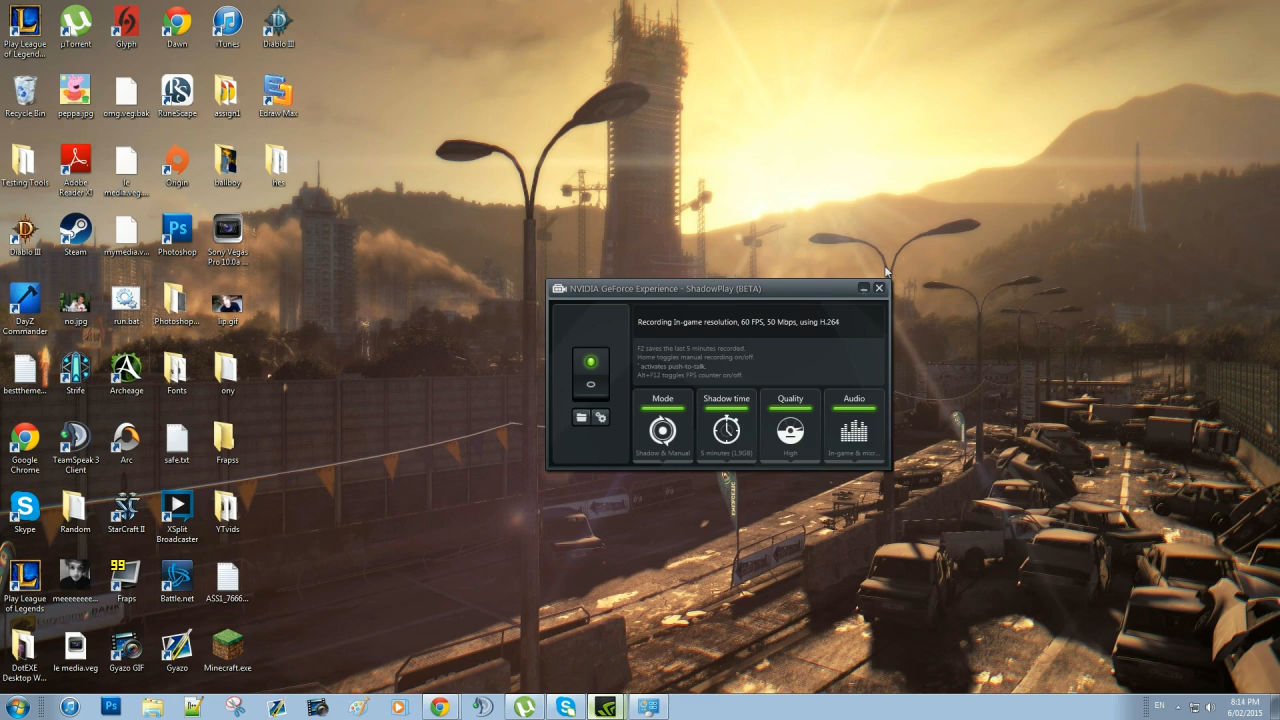 Play League of Legend...
µTorrent
Glyph
Dawn
iTunes
Diablo III
Recycle Bin
peppa.jpg
omg.veg.bak
RuneScape
assign1
Edraw Max
Testing Tools
Adobe Reader XI
le media.veg...
Origin
ballboy
hes
Diablo III
Steam
mymedia.v...
Photoshop
Sony Vegas Pro 10.0a ...
DayZ Commander
no.jpg
run.bat
Photoshop...
lip.gif
besttheme...
Strife
Archeage
Fonts
ony
Google Chrome
TeamSpeak 3 Client
Arc
safe.txt
Frapss
Skype
Random
StarCraft II
XSplit Broadcaster
YTvids
Play League of Legends
meeeeeeee...
99
Fraps
Battle.net
ASS1_7666...
DotEXE Desktop W...
le media.veg
Gyazo GIF
Gyazo
Minecraft.exe
NVIDIA GeForce Experience - ShadowPlay (BETA)
Recording In-game resolution, 60 FPS, 50 Mbps, using H.264
F2 saves the last 5 minutes recorded.
Home toggles manual recording on/off.
` activates push-to-talk.
Alt+F12 toggles FPS counter on/off.
Mode
Shadow time
Quality
Audio
Shadow & Manual
5 minutes (1.9GB)
High
In-game & micr...
EN
8:14 PM
6/02/2015